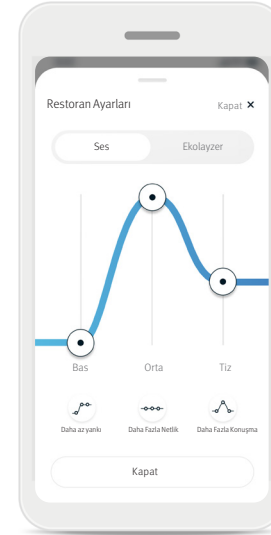 Restoran Ayarları
Kapat ×
Ses Ekolayzer
Bas Orta Tiz
Daha az yankı Daha Fazla Netlik Daha Fazla Konuşma
Kapat